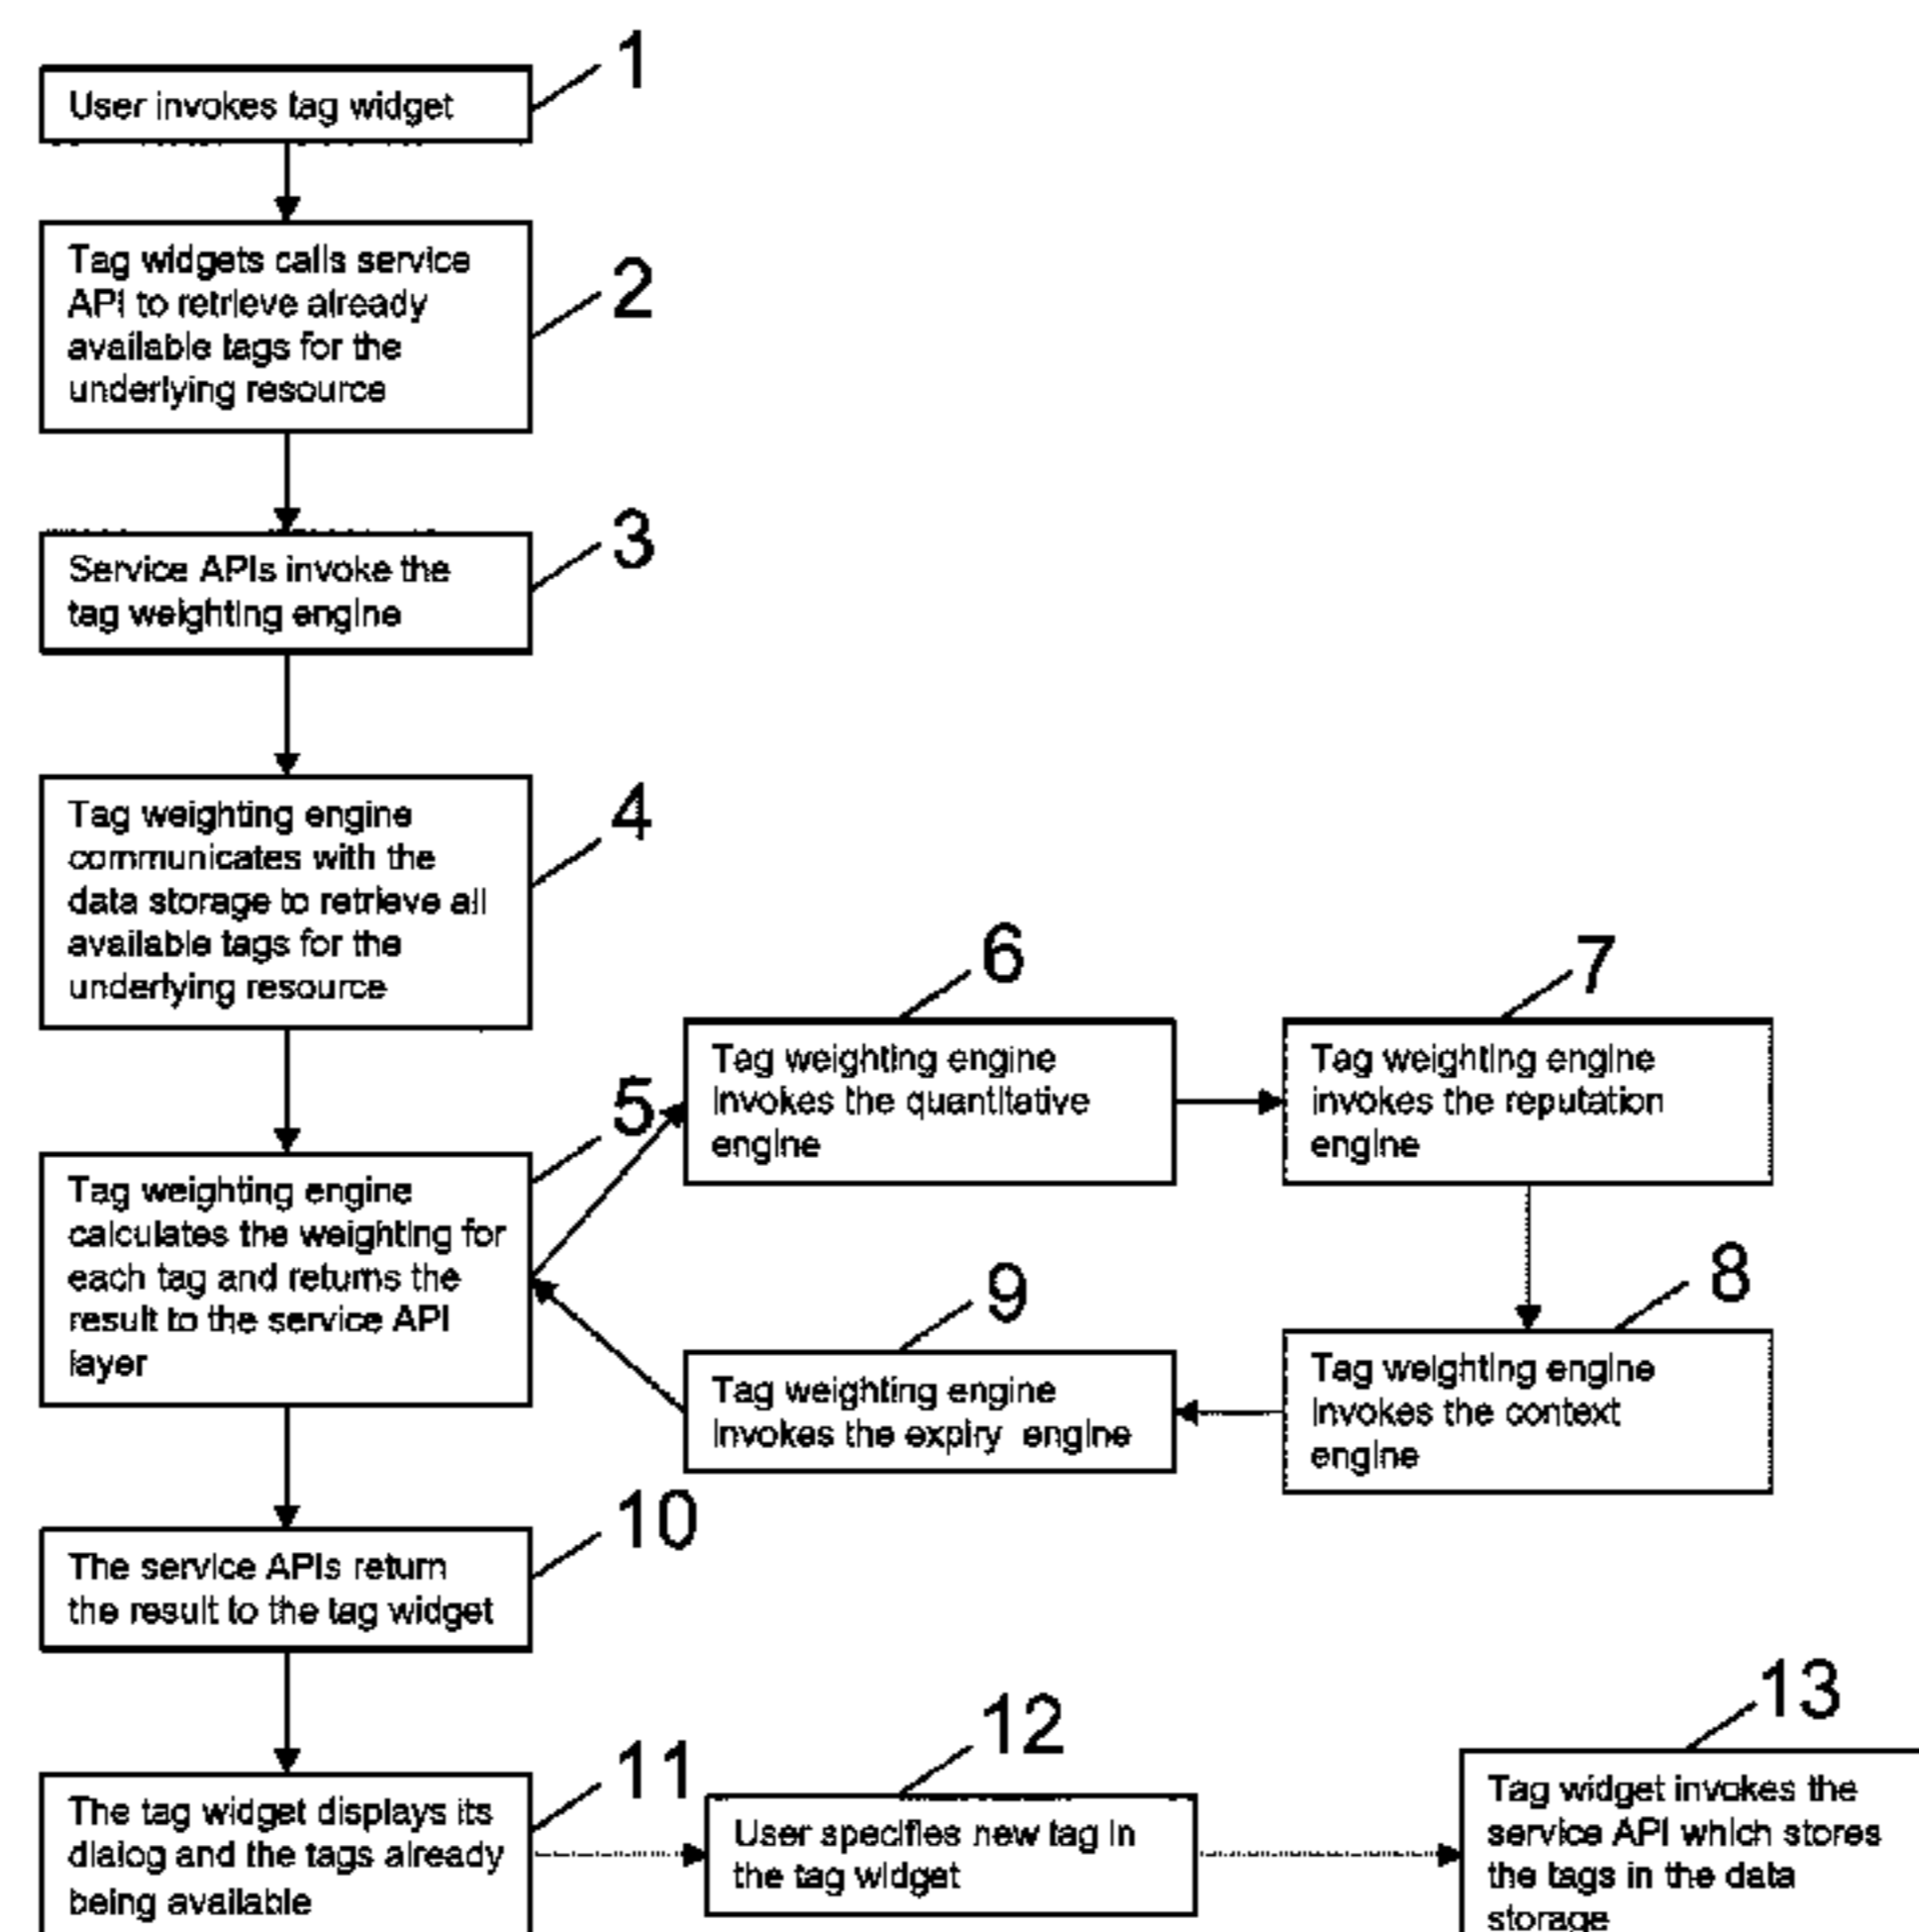 1
User invokes tag widget
Tag widgets calls service
API to retrieve already
available tags for the
underlying resource
2
Service APIs invoke the
tag weighting engine
3
Tag weighting engine
communicates with the
data storage to retrieve all
available tags for the
underlying resource
4
5
Tag weighting engine
calculates the weighting for
each tag and returns the
result to the service API
layer
6
Tag weighting engine
invokes the quantitative
engine
7
Tag weighting engine
invokes the reputation
engine
8
Tag weighting engine
invokes the context
engine
9
Tag weighting engine
invokes the expiry engine
10
The service APIs return
the result to the tag widget
11
The tag widget displays its
dialog and the tags already
being available
12
User specifies new tag in
the tag widget
13
Tag widget invokes the
service API which stores
the tags in the data
storage